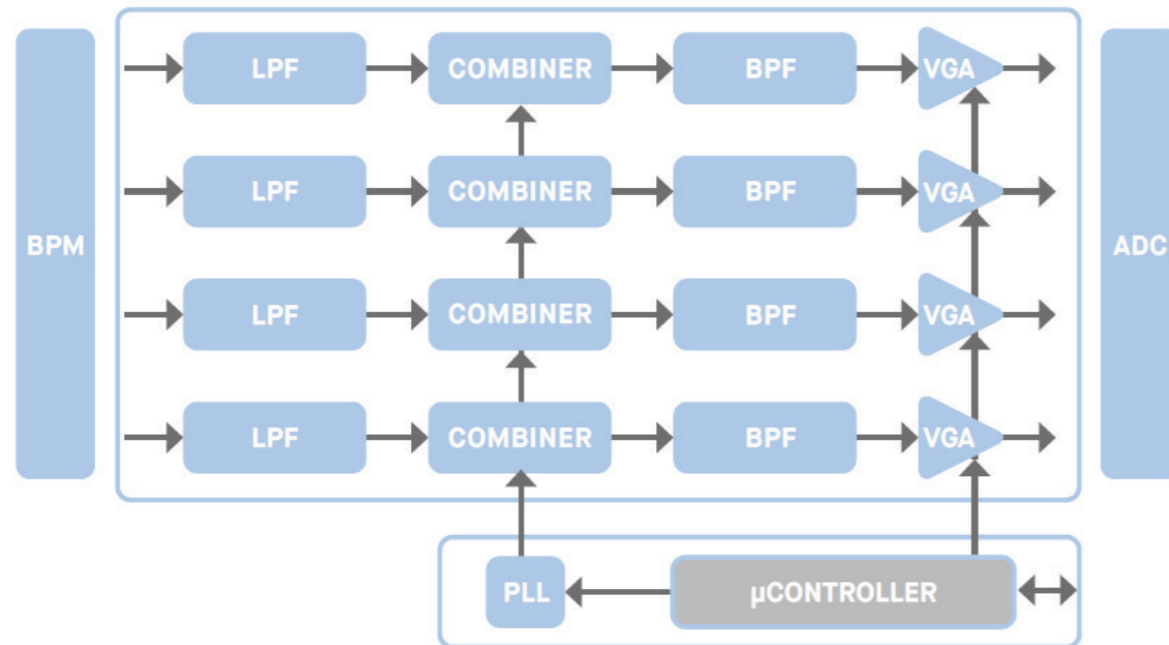 BPM
LPF
COMBINER
BPF
VGA
LPF
COMBINER
BPF
VGA
LPF
COMBINER
BPF
VGA
LPF
COMBINER
BPF
VGA
ADC
PLL
µCONTROLLER